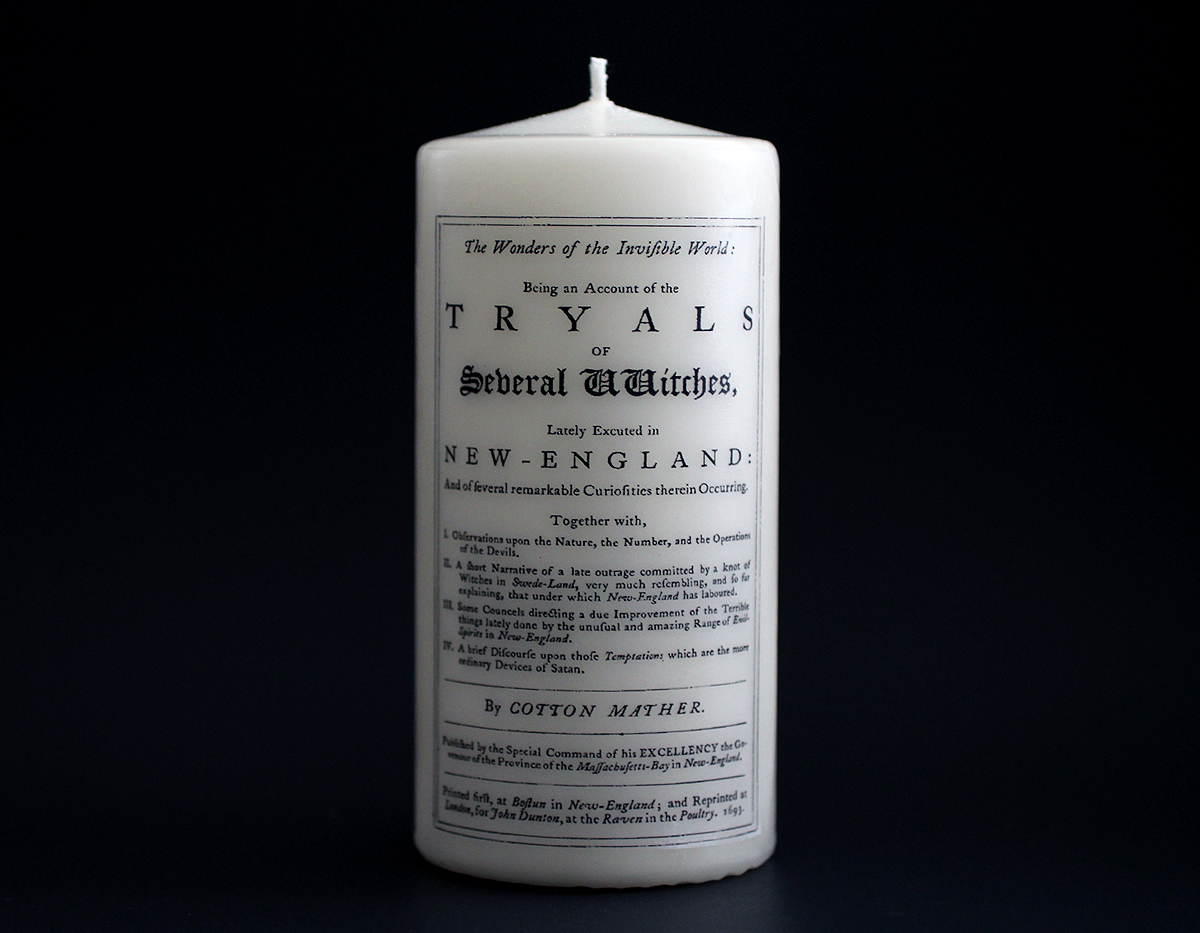 The Wonders of the Inviſible World:
Being an Account of the
TRYALS
OF
Several UUitches,
Lately Excuted in
NEW-ENGLAND:
And of ſeveral remarkable Curioſities therein Occurring.
Together with,
I. Obſervations upon the Nature, the Number, and the Operations
of the Devils.
II. A ſhort Narrative of a late outrage committed by a knot of
Witches in Swede-Land, very much reſembling, and ſo far
explaining, that under which New-England has laboured.
III. Some Councels directing a due Improvement of the Terrible
things lately done by the unuſual and amazing Range of Evil-
Spirits in New-England.
IV. A brief Diſcourſe upon thoſe Temptations which are the more
ordinary Devices of Satan.
By COTTON MATHER.
Publiſhed by the Special Command of his EXCELLENCY the Go-
venour of the Province of the Maſſachuſetts-Bay in New-England.
Printed firſt, at Boſtun in New-England; and Reprinted at
London, for John Dunton, at the Raven in the Poultry. 1693.